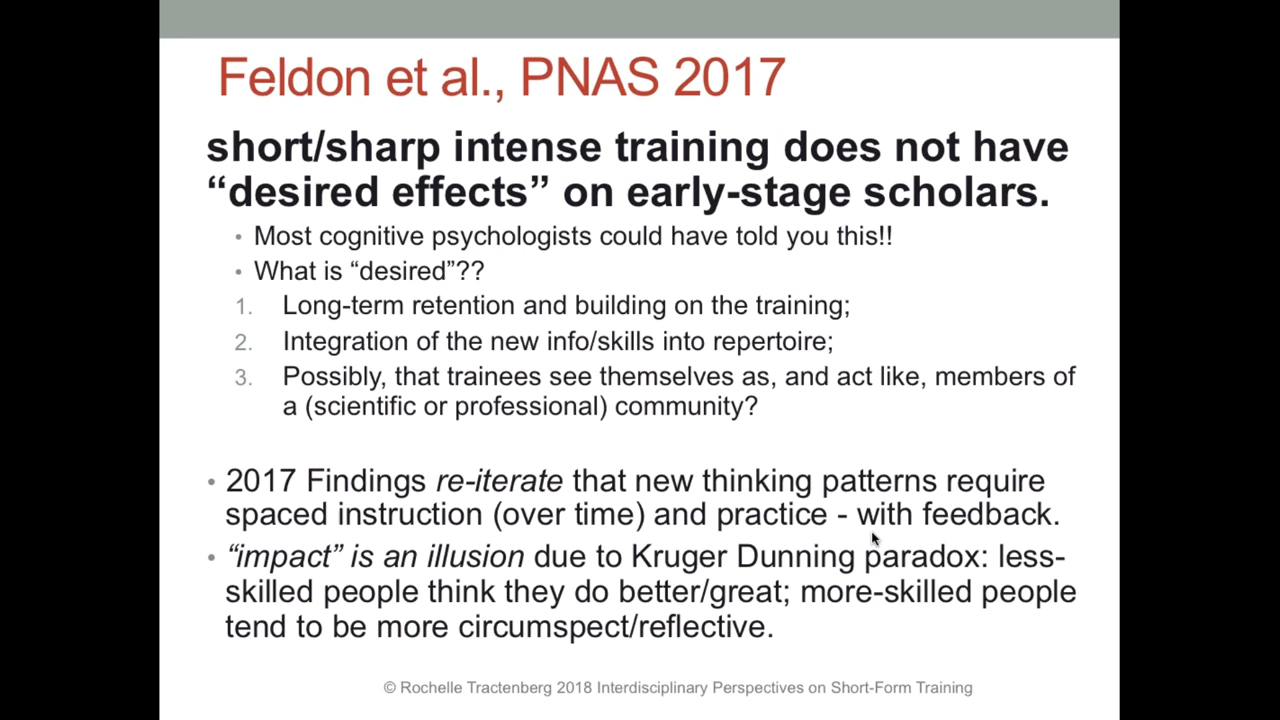 Feldon et al., PNAS 2017
short/sharp intense training does not have
“desired effects” on early-stage scholars.
• Most cognitive psychologists could have told you this!!
• What is “desired”??
1. Long-term retention and building on the training;
2. Integration of the new info/skills into repertoire;
3. Possibly, that trainees see themselves as, and act like, members of
a (scientific or professional) community?
• 2017 Findings re-iterate that new thinking patterns require
spaced instruction (over time) and practice - with feedback.
• “impact” is an illusion due to Kruger Dunning paradox: less-
skilled people think they do better/great; more-skilled people
tend to be more circumspect/reflective.
© Rochelle Tractenberg 2018 Interdisciplinary Perspectives on Short-Form Training